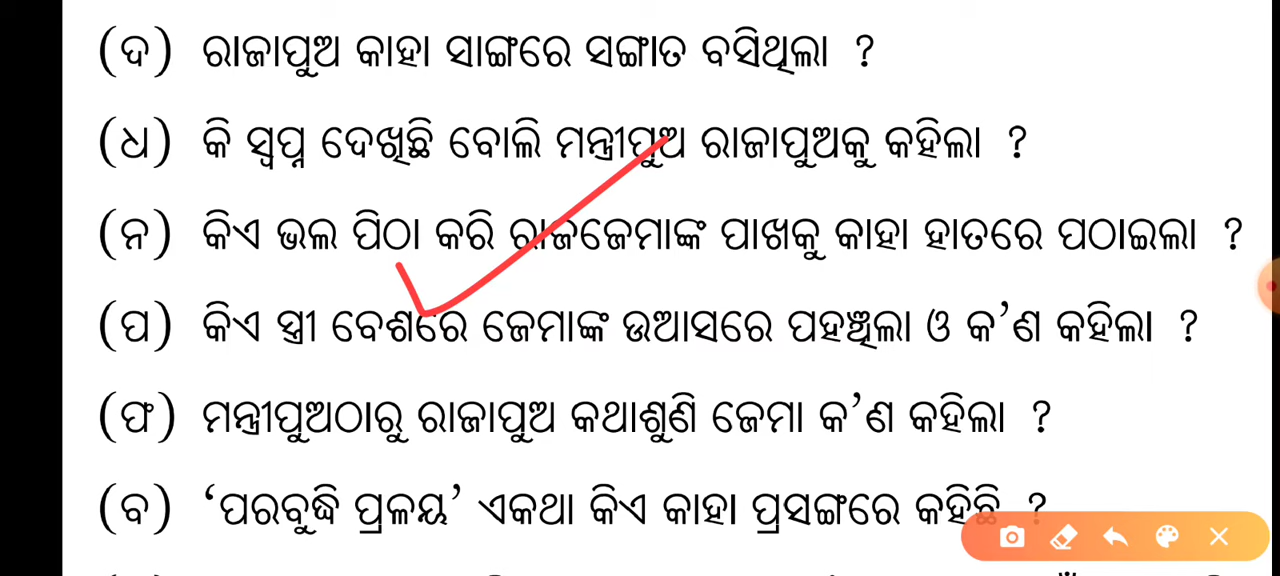 (ଦ) ରାଜାପୁଅ କାହା ସାଙ୍ଗରେ ସଙ୍ଗାତ ବସିଥିଲା ?
(ଧ) କି ସ୍ୱପ୍ନ ଦେଖିଛି ବୋଲି ମନ୍ତ୍ରୀପୁଅ ରାଜାପୁଅକୁ କହିଲା ?
(ନ) କିଏ ଭଲ ପିଠା କରି ରାଜଜେମାଙ୍କ ପାଖକୁ କାହା ହାତରେ ପଠାଇଲା ?
(ପ) କିଏ ସ୍ତ୍ରୀ ବେଶରେ ଜେମାଙ୍କ ଉଆସରେ ପହଞ୍ଚିଲା ଓ କ’ଣ କହିଲା ?
(ଫ) ମନ୍ତ୍ରୀପୁଅଠାରୁ ରାଜାପୁଅ କଥାଶୁଣି ଜେମା କ’ଣ କହିଲା ?
(ବ) ‘ପରବୁଦ୍ଧି ପ୍ରଳୟ’ ଏକଥା କିଏ କାହା ପ୍ରସଙ୍ଗରେ କହିଛି ?